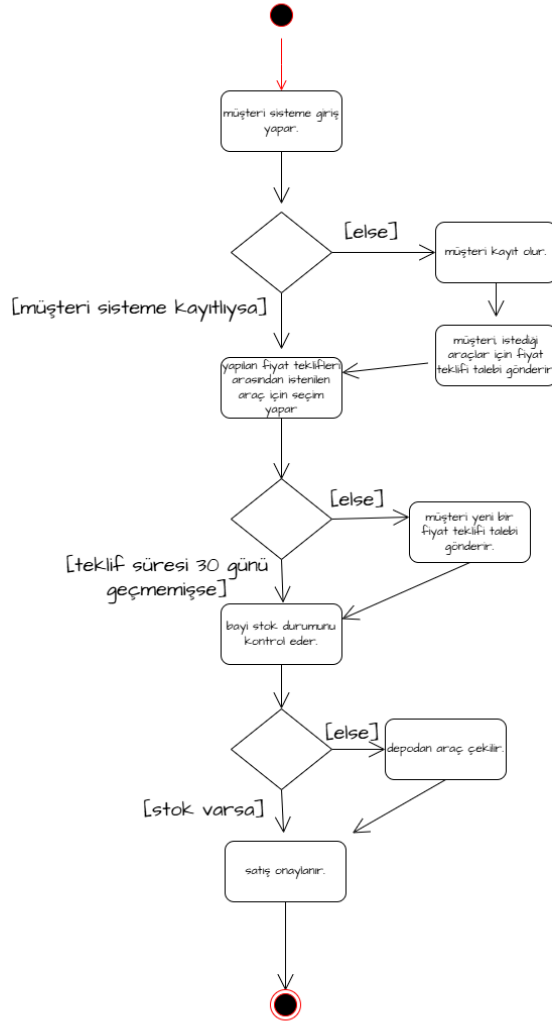 müşteri sisteme giriş
yapar.
[else]
müşteri kayıt olur.
[müşteri sisteme kayıtlıysa]
müşteri, istediği
araçlar için fiyat
teklifi talebi gönderir
yapılan fiyat teklifleri
arasından istenilen
araç için seçim
yapar
[else]
müşteri yeni bir
fiyat teklifi talebi
gönderir.
[teklif süresi 30 günü
geçmemişse]
bayi stok durumunu
kontrol eder.
[else]
depodan araç çekilir.
[stok varsa]
satış onaylanır.